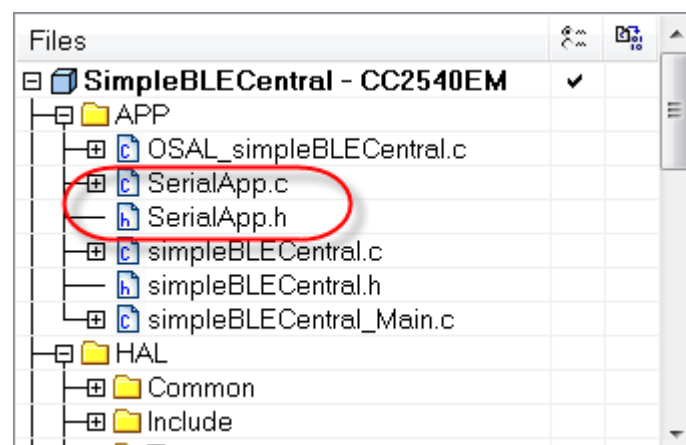 Files
SimpleBLECentral - CC2540EM
APP
OSAL_simpleBLECentral.c
SerialApp.c
SerialApp.h
simpleBLECentral.c
simpleBLECentral.h
simpleBLECentral_Main.c
HAL
Common
Include